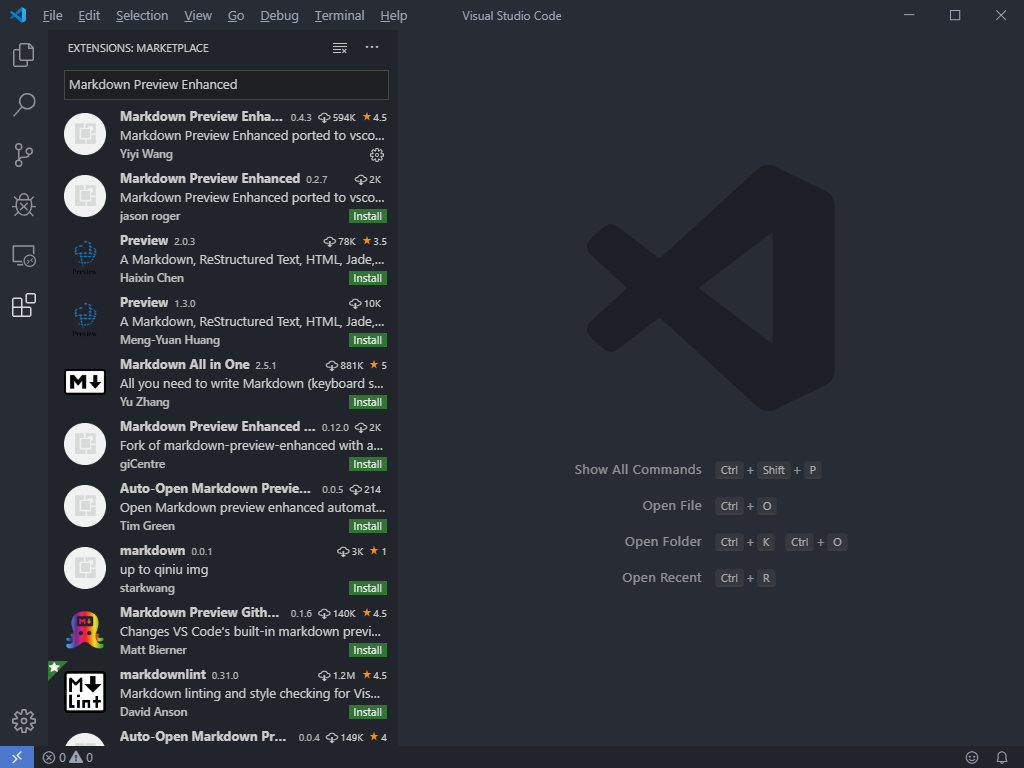 File Edit Selection View Go Debug Terminal Help Visual Studio Code
EXTENSIONS: MARKETPLACE
Markdown Preview Enhanced
Markdown Preview Enha... 0.4.3 594K 4.5
Markdown Preview Enhanced ported to vsco...
Yiyi Wang
Markdown Preview Enhanced 0.2.7 2K
Markdown Preview Enhanced ported to vsco...
jason roger Install
Preview
Preview 2.0.3 78K 3.5
A Markdown, ReStructured Text, HTML, Jade,...
Haixin Chen Install
Preview
Preview 1.3.0 10K
A Markdown, ReStructured Text, HTML, Jade,...
Meng-Yuan Huang Install
M
Markdown All in One 2.5.1 881K 5
All you need to write Markdown (keyboard s...
Yu Zhang Install
Markdown Preview Enhanced ... 0.12.0 2K
Fork of markdown-preview-enhanced with a...
giCentre Install
Auto-Open Markdown Previe... 0.0.5 214
Open Markdown preview enhanced automat...
Tim Green Install
markdown 0.0.1 3K 1
up to qiniu img
starkwang Install
M
Markdown Preview Gith... 0.1.6 140K 4.5
Changes VS Code's built-in markdown previ...
Matt Bierner Install
M
Lint
markdownlint 0.31.0 1.2M 4.5
Markdown linting and style checking for Vis...
David Anson Install
Auto-Open Markdown Pr... 0.0.4 149K 4
Show All Commands Ctrl + Shift + P
Open File Ctrl + O
Open Folder Ctrl + K Ctrl + O
Open Recent Ctrl + R
0 0